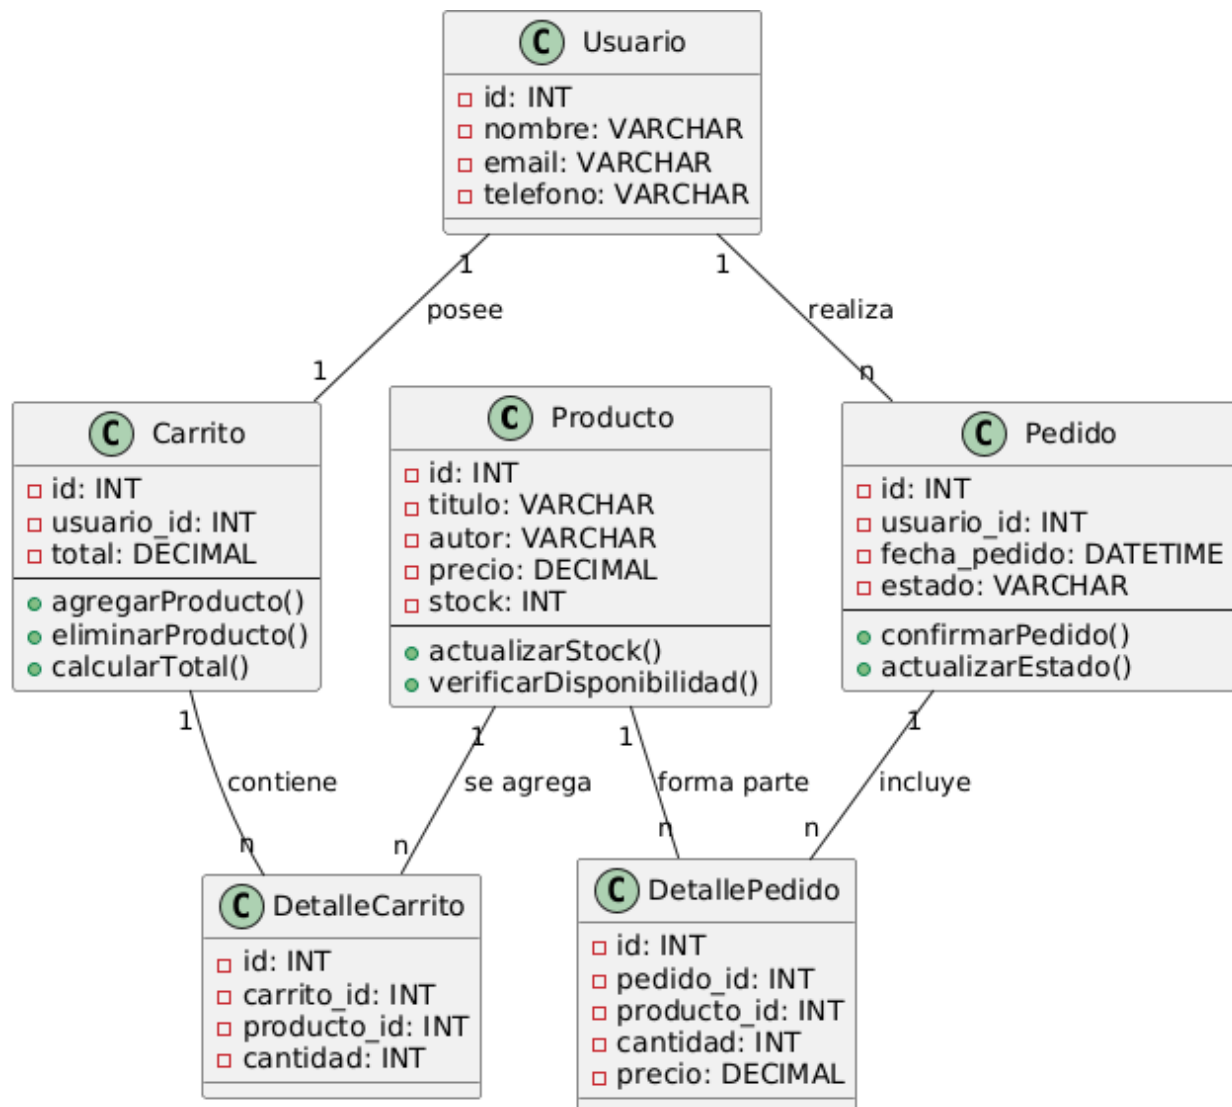 C Usuario
id: INT
nombre: VARCHAR
email: VARCHAR
telefono: VARCHAR
1
1
posee
realiza
1
n
C Carrito
id: INT
usuario_id: INT
total: DECIMAL
agregarProducto()
eliminarProducto()
calcularTotal()
C Producto
id: INT
titulo: VARCHAR
autor: VARCHAR
precio: DECIMAL
stock: INT
actualizarStock()
verificarDisponibilidad()
C Pedido
id: INT
usuario_id: INT
fecha_pedido: DATETIME
estado: VARCHAR
confirmarPedido()
actualizarEstado()
1
1
1
1
contiene
se agrega
forma parte
incluye
n
n
n
n
C DetalleCarrito
id: INT
carrito_id: INT
producto_id: INT
cantidad: INT
C DetallePedido
id: INT
pedido_id: INT
producto_id: INT
cantidad: INT
precio: DECIMAL